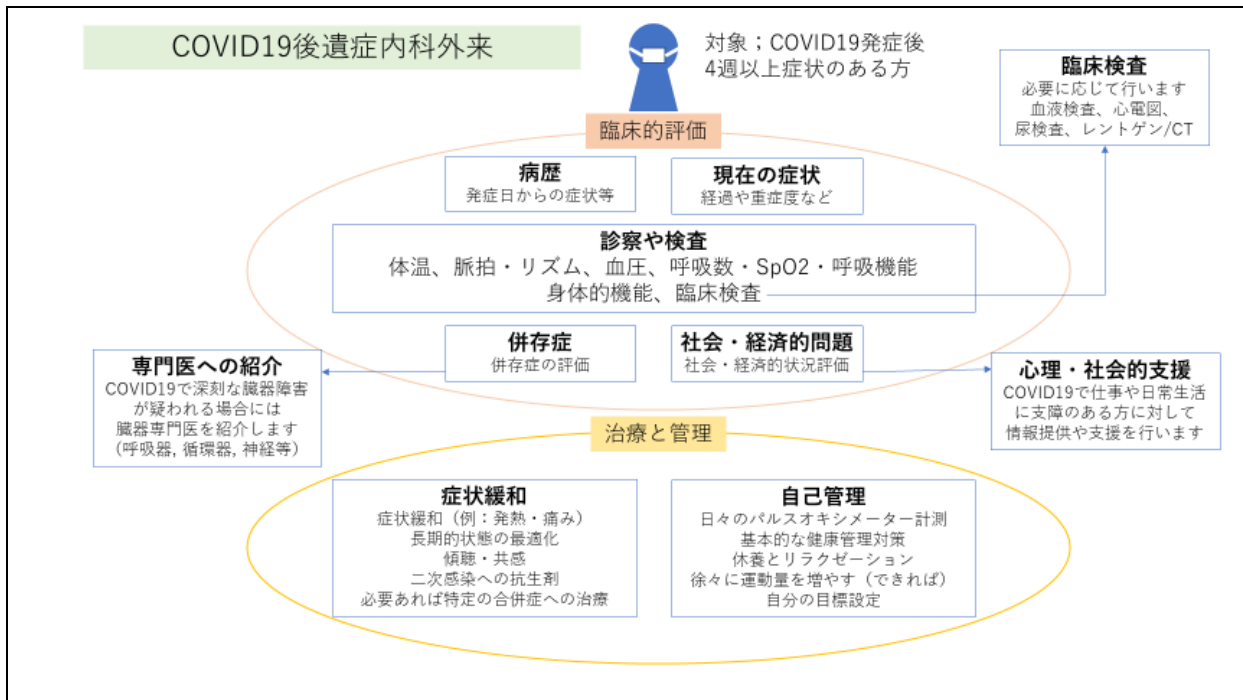 COVID19後遺症内科外来
対象；COVID19発症後
4週以上症状のある方
臨床検査
必要に応じて行います
血液検査、心電図、
尿検査、レントゲン/CT
臨床的評価
病歴
発症日からの症状等
現在の症状
経過や重症度など
診察や検査
体温、脈拍・リズム、血圧、呼吸数・SpO2・呼吸機能
身体的機能、臨床検査
併存症
併存症の評価
社会・経済的問題
社会・経済的状況評価
専門医への紹介
COVID19で深刻な臓器障害
が疑われる場合には
臓器専門医を紹介します
（呼吸器, 循環器, 神経等）
心理・社会的支援
COVID19で仕事や日常生活
に支障のある方に対して
情報提供や支援を行います
治療と管理
症状緩和
症状緩和（例：発熱・痛み）
長期的状態の最適化
傾聴・共感
二次感染への抗生剤
必要あれば特定の合併症への治療
自己管理
日々のパルスオキシメーター計測
基本的な健康管理対策
休養とリラクゼーション
徐々に運動量を増やす（できれば）
自分の目標設定